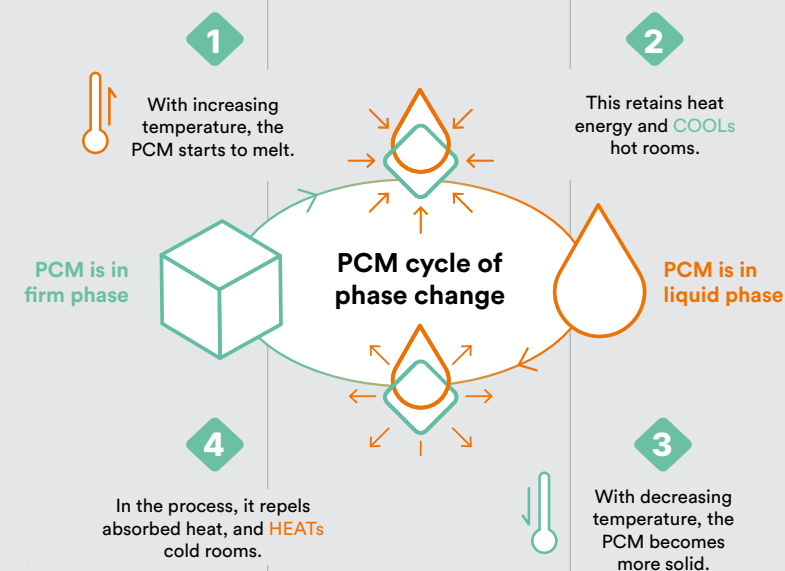 1
With increasing
temperature, the
PCM starts to melt.
2
This retains heat
energy and COOLs
hot rooms.
PCM is in
firm phase
PCM cycle of
phase change
PCM is in
liquid phase
4
In the process, it repels
absorbed heat, and HEATs
cold rooms.
3
With decreasing
temperature, the
PCM becomes
more solid.